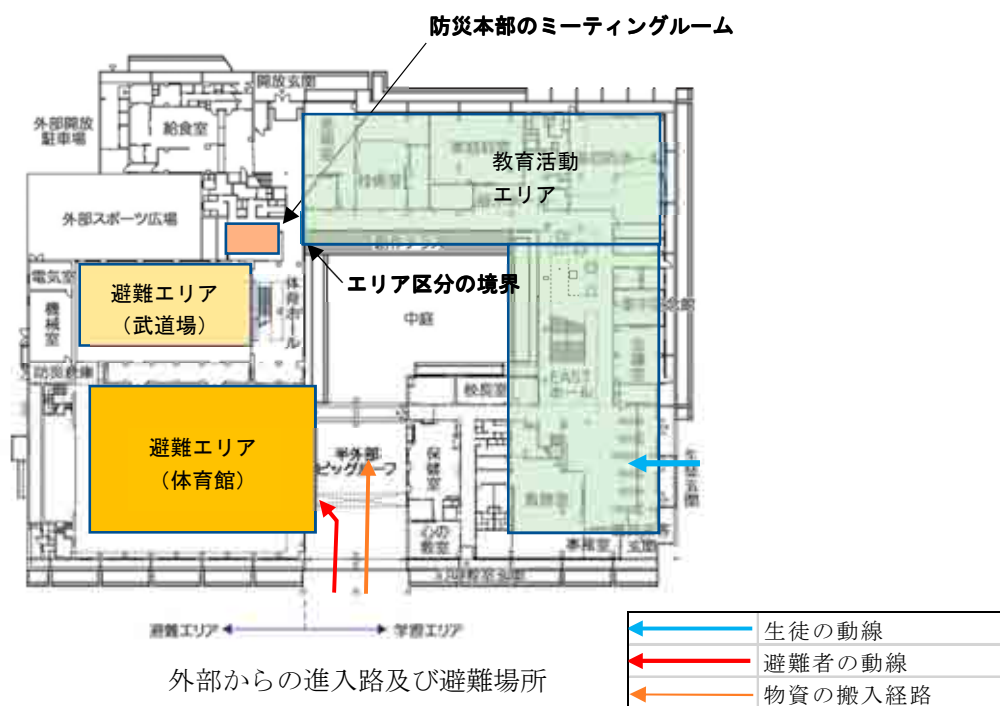 防災本部のミーティングルーム
開放玄関
外部開放
駐車場
給食室
教育活動
エリア
外部スポーツ広場
エリア区分の境界
電気室
避難エリア
（武道場）
体育ホール
中庭
機械室
防災倉庫
校長室
EAST
ホール
避難エリア
（体育館）
半外部
ビッグルーフ
保健室
心の
教室
事務室
玄関
避難エリア
学習エリア
外部からの進入路及び避難場所
生徒の動線
避難者の動線
物資の搬入経路